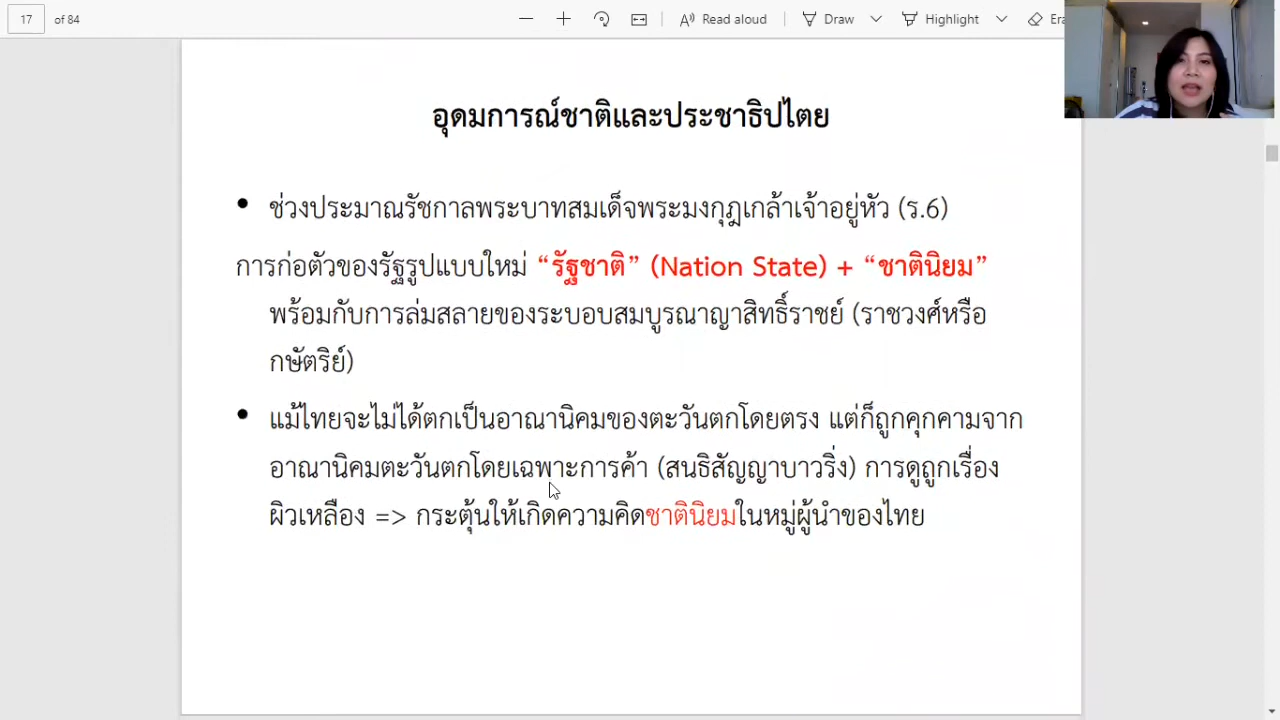 17 of 84 Read aloud Draw Highlight Era
อุดมการณ์ชาติและประชาธิปไตย
• ช่วงประมาณรัชกาลพระบาทสมเด็จพระมงกุฎเกล้าเจ้าอยู่หัว (ร.6)
การก่อตัวของรัฐรูปแบบใหม่ “รัฐชาติ” (Nation State) + “ชาตินิยม”
พร้อมกับการล่มสลายของระบอบสมบูรณาญาสิทธิ์ราชย์ (ราชวงศ์หรือ
กษัตริย์)
• แม้ไทยจะไม่ได้ตกเป็นอาณานิคมของตะวันตกโดยตรง แต่ก็ถูกคุกคามจาก
อาณานิคมตะวันตกโดยเฉพาะการค้า (สนธิสัญญาบาวริ่ง) การดูถูกเรื่อง
ผิวเหลือง => กระตุ้นให้เกิดความคิดชาตินิยมในหมู่ผู้นำของไทย